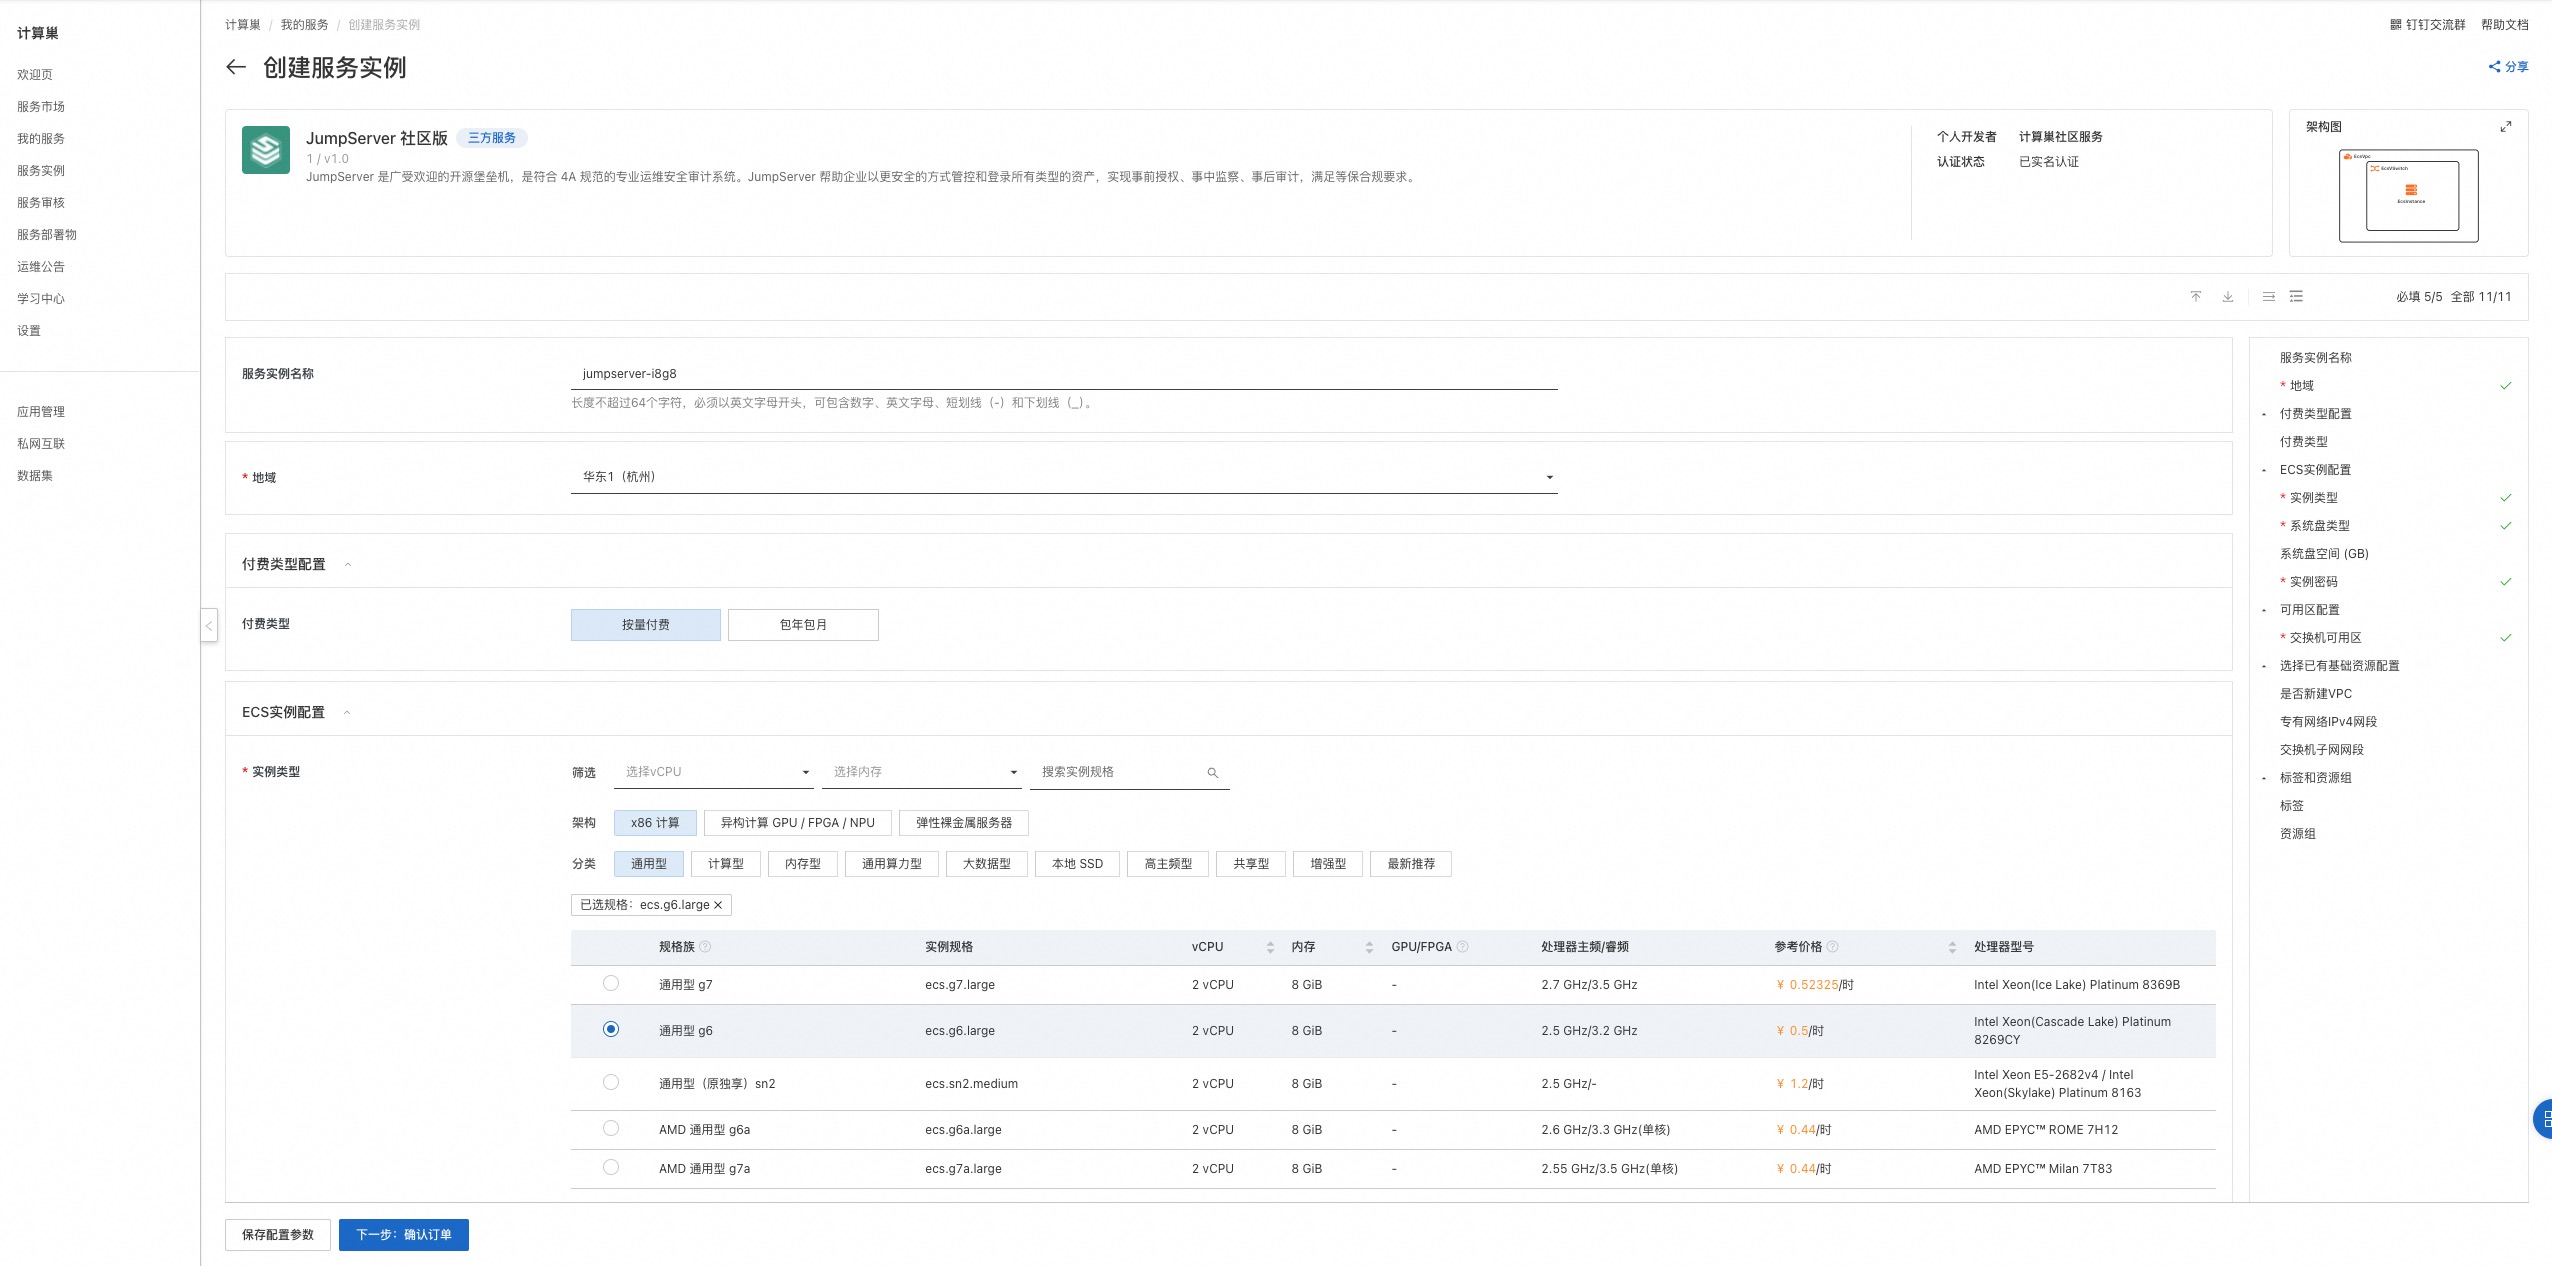 计算巢
欢迎页
服务市场
我的服务
服务实例
服务审核
服务部署物
运维公告
学习中心
设置
应用管理
私网互联
数据集
计算巢 / 我的服务 / 创建服务实例
钉钉交流群 帮助文档
创建服务实例
分享
JumpServer 社区版 三方服务
1 / v1.0
JumpServer 是广受欢迎的开源堡垒机，是符合 4A 规范的专业运维安全审计系统。JumpServer 帮助企业以更安全的方式管控和登录所有类型的资产，实现事前授权、事中监察、事后审计，满足等保合规要求。
个人开发者 计算巢社区服务
认证状态 已实名认证
架构图
EcsVpc
EcsVSwitch
EcsInstance
必填 5/5 全部 11/11
服务实例名称 jumpserver-i8g8
长度不超过64个字符，必须以英文字母开头，可包含数字、英文字母、短划线（-）和下划线（_）。
* 地域 华东1（杭州）
付费类型配置
付费类型 按量付费 包年包月
ECS实例配置
* 实例类型 筛选 选择vCPU 选择内存 搜索实例规格
架构 x86 计算 异构计算 GPU / FPGA / NPU 弹性裸金属服务器
分类 通用型 计算型 内存型 通用算力型 大数据型 本地 SSD 高主频型 共享型 增强型 最新推荐
已选规格：ecs.g6.large ×
规格族 实例规格 vCPU 内存 GPU/FPGA 处理器主频/睿频 参考价格 处理器型号
通用型 g7 ecs.g7.large 2 vCPU 8 GiB - 2.7 GHz/3.5 GHz ¥ 0.52325/时 Intel Xeon(Ice Lake) Platinum 8369B
通用型 g6 ecs.g6.large 2 vCPU 8 GiB - 2.5 GHz/3.2 GHz ¥ 0.5/时 Intel Xeon(Cascade Lake) Platinum
8269CY
通用型（原独享）sn2 ecs.sn2.medium 2 vCPU 8 GiB - 2.5 GHz/- ¥ 1.2/时 Intel Xeon E5-2682v4 / Intel
Xeon(Skylake) Platinum 8163
AMD 通用型 g6a ecs.g6a.large 2 vCPU 8 GiB - 2.6 GHz/3.3 GHz(单核) ¥ 0.44/时 AMD EPYC™ ROME 7H12
AMD 通用型 g7a ecs.g7a.large 2 vCPU 8 GiB - 2.55 GHz/3.5 GHz(单核) ¥ 0.44/时 AMD EPYC™ Milan 7T83
服务实例名称
* 地域
付费类型配置
付费类型
ECS实例配置
* 实例类型
* 系统盘类型
系统盘空间 (GB)
* 实例密码
可用区配置
* 交换机可用区
选择已有基础资源配置
是否新建VPC
专有网络IPv4网段
交换机子网网段
标签和资源组
标签
资源组
保存配置参数 下一步：确认订单